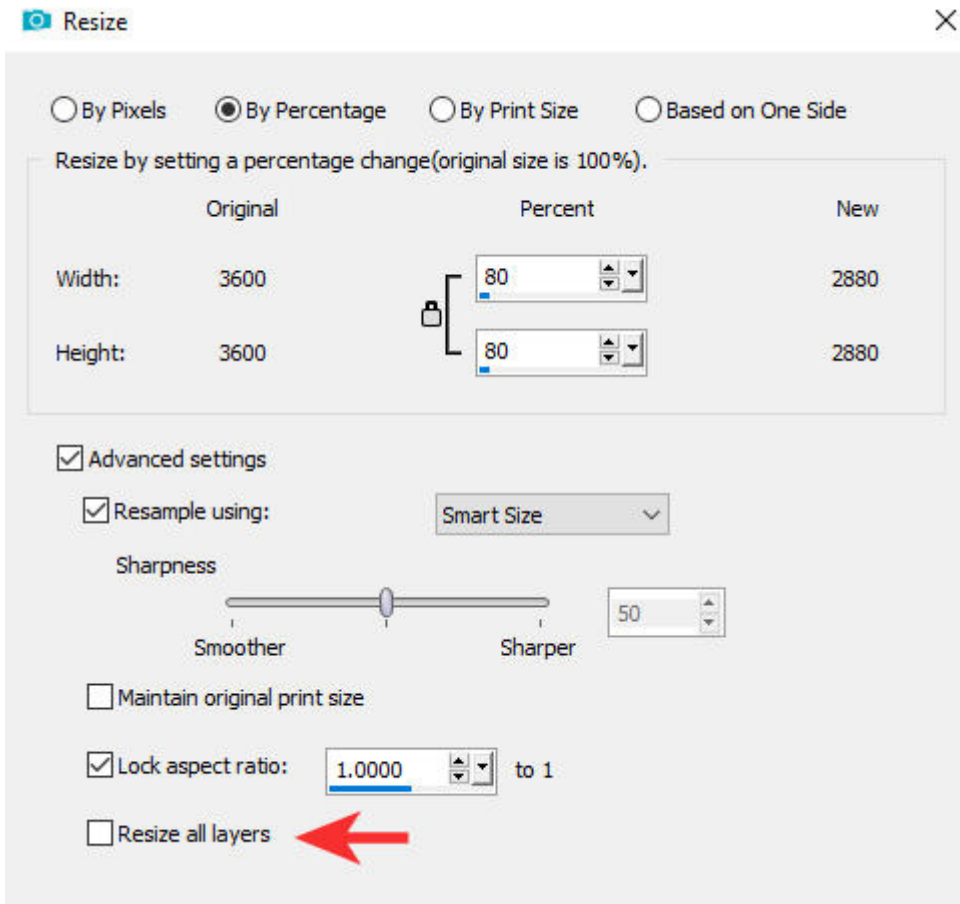 Resize
By Pixels By Percentage By Print Size Based on One Side
Resize by setting a percentage change(original size is 100%).
Original Percent New
Width: 3600 80 2880
Height: 3600 80 2880
Advanced settings
Resample using: Smart Size
Sharpness
50
Smoother Sharper
Maintain original print size
Lock aspect ratio: 1.0000 to 1
Resize all layers